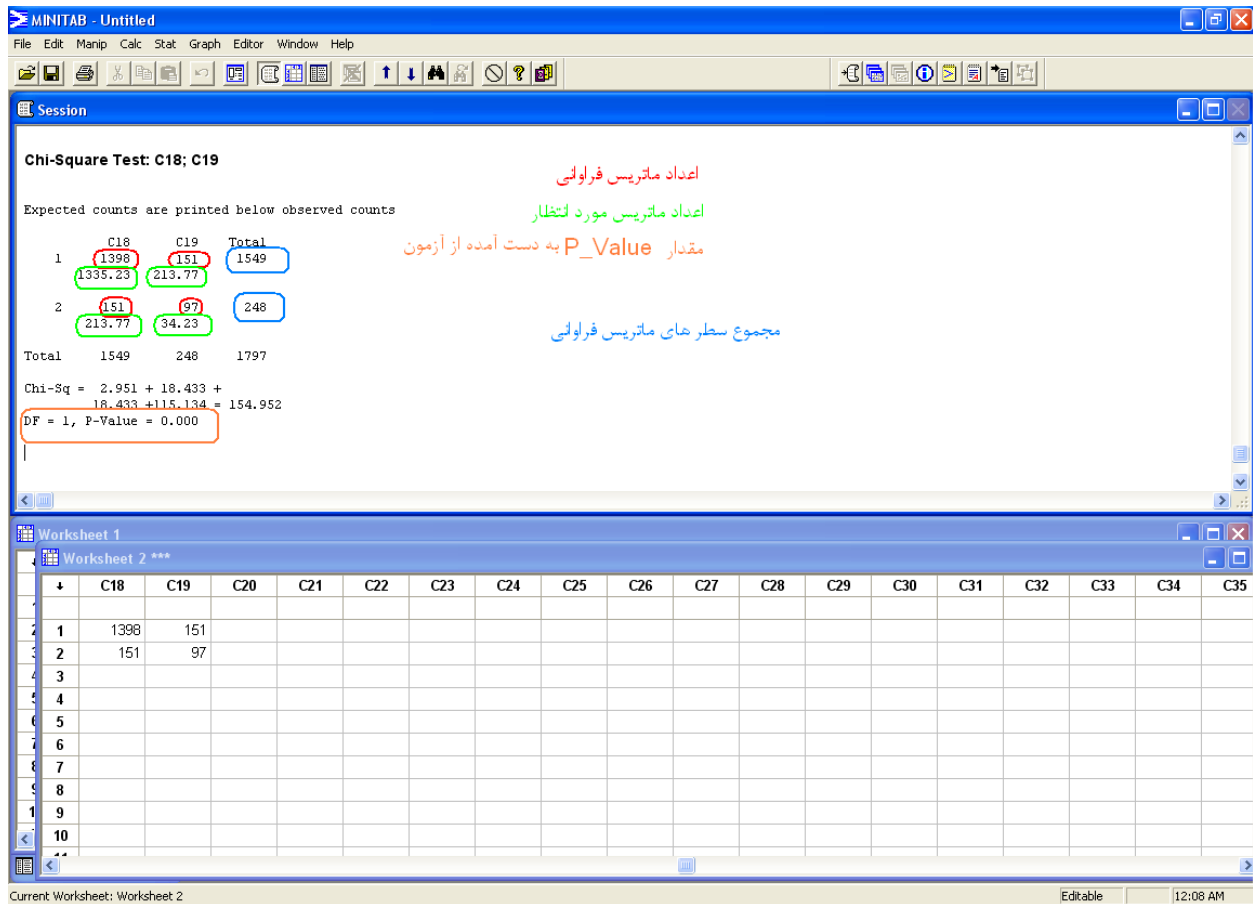 MINITAB - Untitled
File Edit Manip Calc Stat Graph Editor Window Help
Session
Chi-Square Test: C18; C19
اعداد ماتریس فراوانی
Expected counts are printed below observed counts
اعداد ماتریس مورد انتظار
C18 C19 Total
مقدار P_Value به دست آمده از آزمون
1 1398 151 1549
1335.23 213.77
2 151 97 248
213.77 34.23
مجموع سطر های ماتریس فراوانی
Total 1549 248 1797
Chi-Sq = 2.951 + 18.433 +
18.433 +115.134 = 154.952
DF = 1, P-Value = 0.000
Worksheet 1
Worksheet 2 ***
C18 C19 C20 C21 C22 C23 C24 C25 C26 C27 C28 C29 C30 C31 C32 C33 C34 C35
1 1398 151
2 151 97
3
4
5
6
7
8
9
10
Current Worksheet: Worksheet 2 Editable 12:08 AM